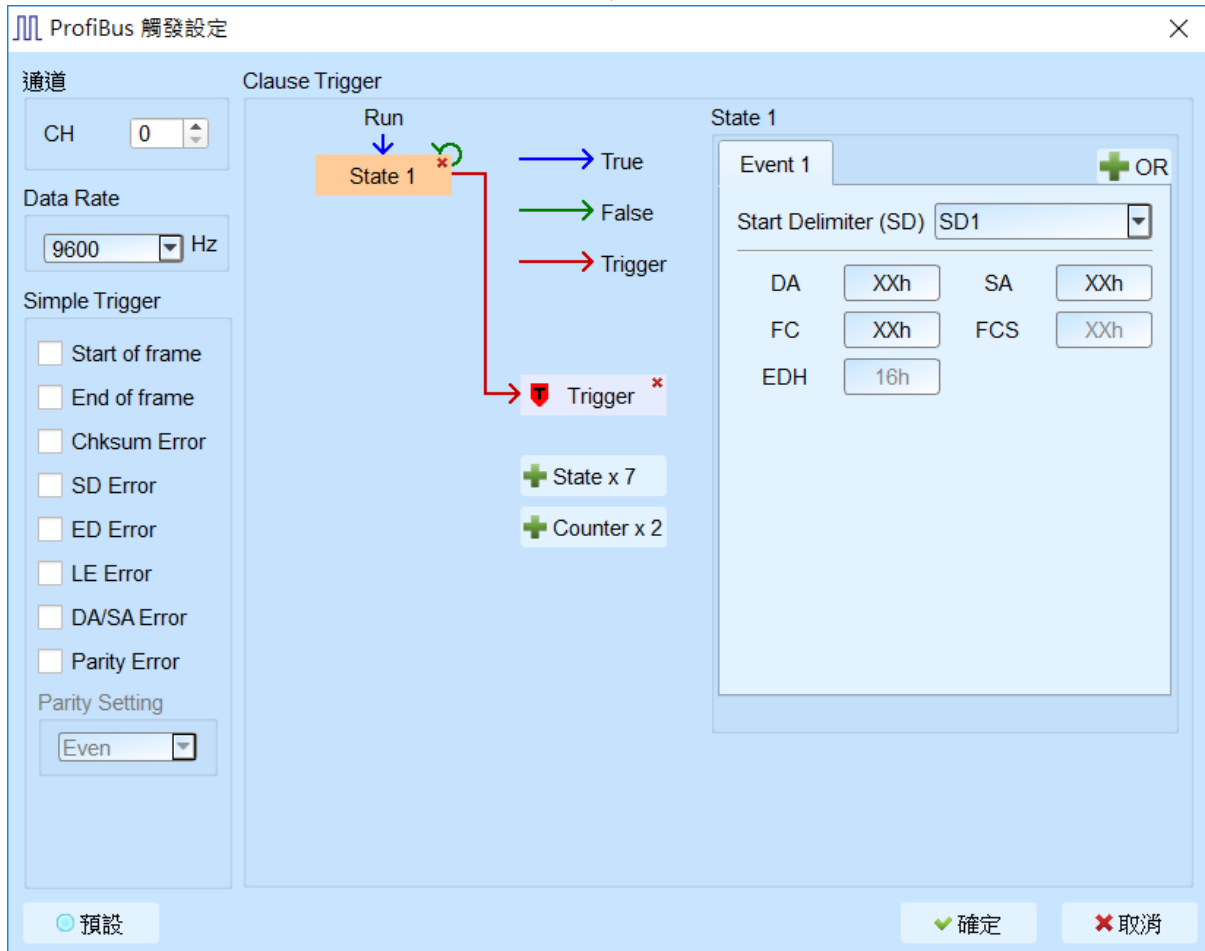 ProfiBus 觸發設定
通道
CH 0
Data Rate
9600 Hz
Simple Trigger
Start of frame
End of frame
Chksum Error
SD Error
ED Error
LE Error
DA/SA Error
Parity Error
Parity Setting
Even
Clause Trigger
Run
State 1
True
False
Trigger
T Trigger
State x 7
Counter x 2
State 1
Event 1
OR
Start Delimiter (SD) SD1
DA XXh SA XXh
FC XXh FCS XXh
EDH 16h
預設
確定
取消